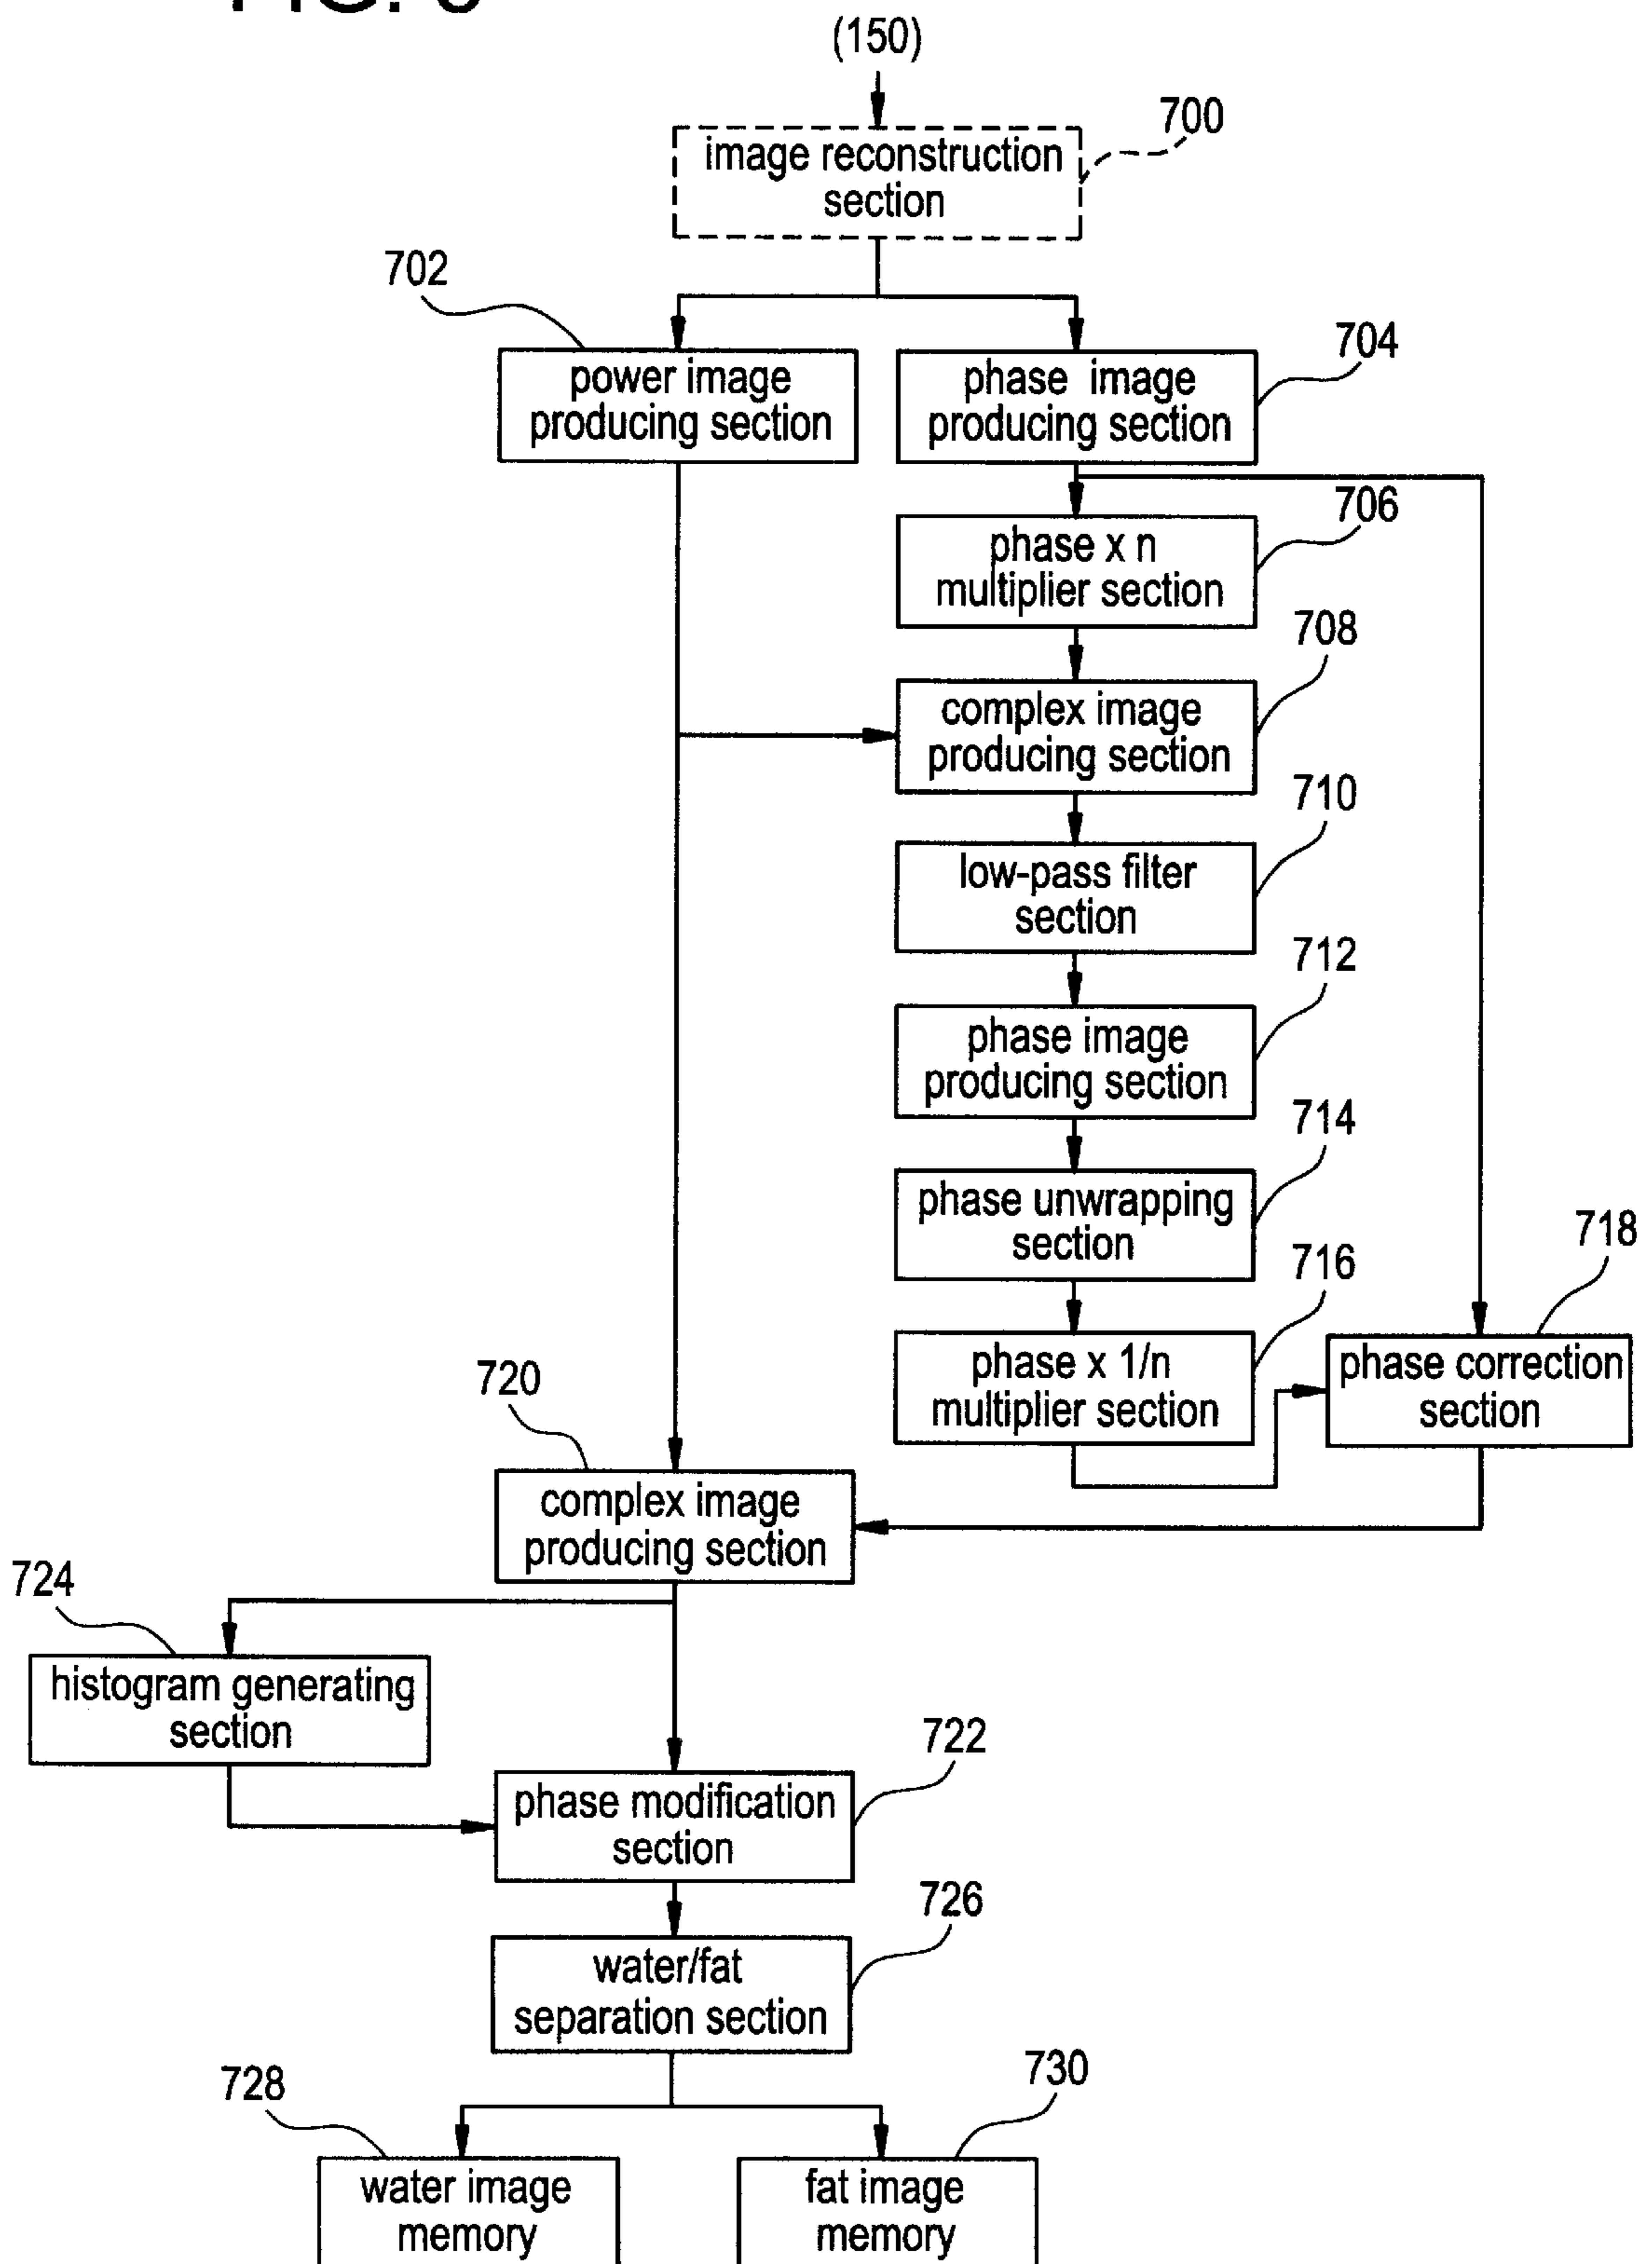 (150)
700
image reconstruction
section
702
704
power image
producing section
phase image
producing section
706
phase x n
multiplier section
708
complex image
producing section
710
low-pass filter
section
712
phase image
producing section
714
phase unwrapping
section
716
718
phase x 1/n
multiplier section
phase correction
section
720
complex image
producing section
724
histogram generating
section
722
phase modification
section
726
water/fat
separation section
728
730
water image
memory
fat image
memory